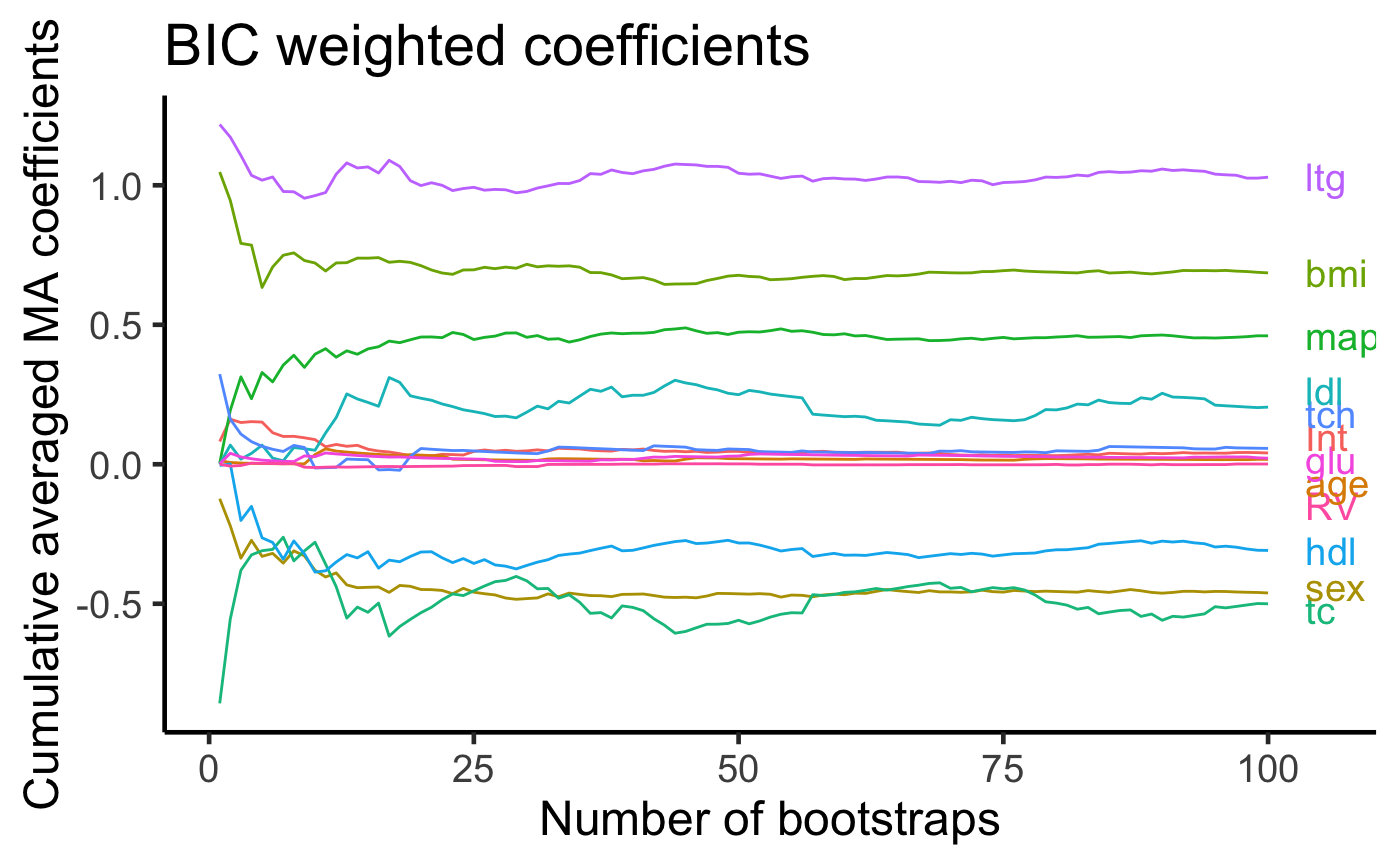 BIC weighted coefficients
Cumulative averaged MA coefficients
1.0
0.5
0.0
-0.5
0
25
50
75
100
Number of bootstraps
ltg
bmi
map
ldl
tch
Int
glu
age
RV
hdl
sex
tc